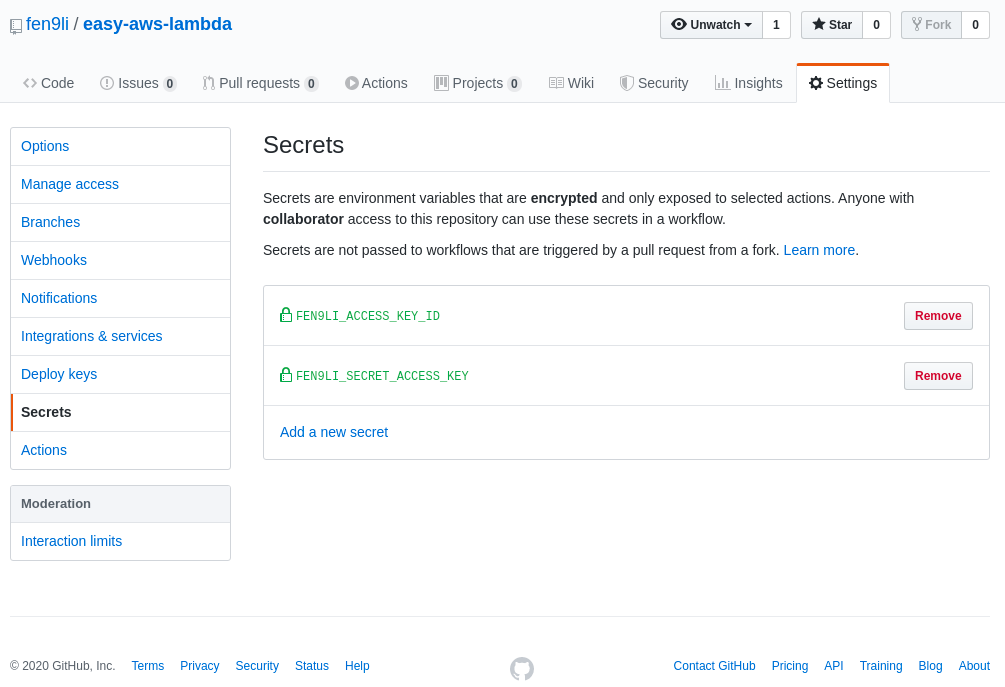 fen9li / easy-aws-lambda
Unwatch 1 Star 0 Fork 0
Code Issues 0 Pull requests 0 Actions Projects 0 Wiki Security Insights Settings
Options
Manage access
Branches
Webhooks
Notifications
Integrations & services
Deploy keys
Secrets
Actions
Moderation
Interaction limits
Secrets
Secrets are environment variables that are encrypted and only exposed to selected actions. Anyone with
collaborator access to this repository can use these secrets in a workflow.
Secrets are not passed to workflows that are triggered by a pull request from a fork. Learn more.
FEN9LI_ACCESS_KEY_ID Remove
FEN9LI_SECRET_ACCESS_KEY Remove
Add a new secret
© 2020 GitHub, Inc. Terms Privacy Security Status Help Contact GitHub Pricing API Training Blog About